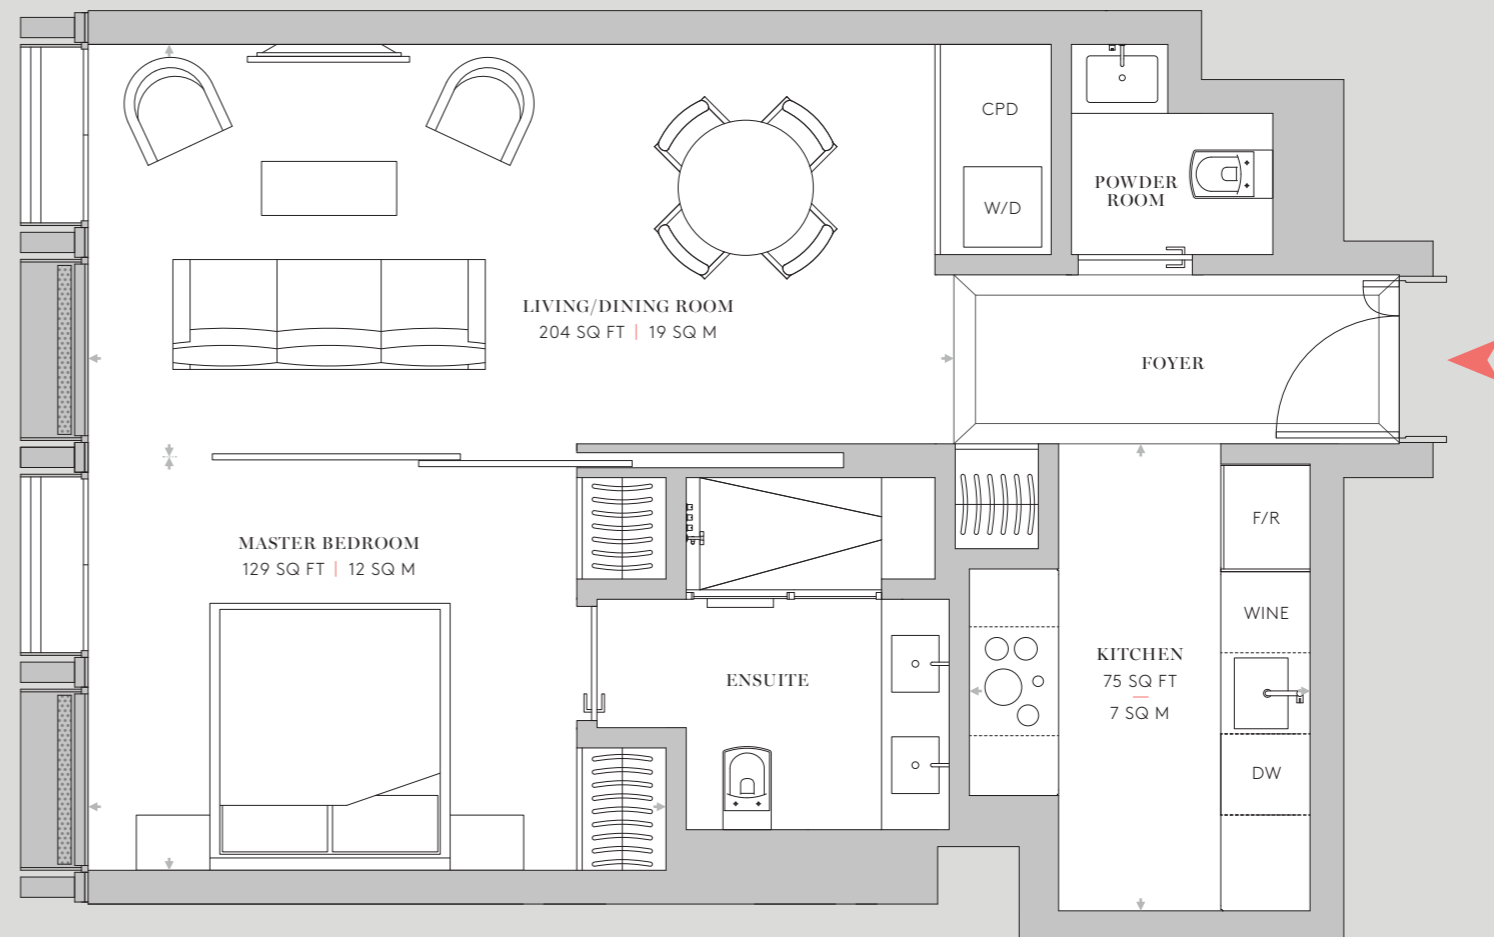 CPD
W/D
POWDER
ROOM
LIVING/DINING ROOM
204 SQ FT | 19 SQ M
FOYER
MASTER BEDROOM
129 SQ FT | 12 SQ M
F/R
WINE
KITCHEN
75 SQ FT
7 SQ M
ENSUITE
DW